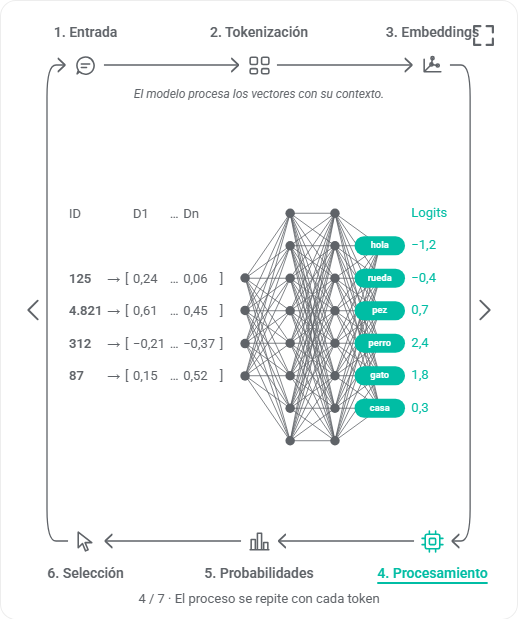 1. Entrada
2. Tokenización
3. Embeddings
El modelo procesa los vectores con su contexto.
ID D1 ... Dn
Logits
hola −1,2
125 → [ 0,24 ... 0,06 ]
rueda −0,4
4.821 → [ 0,61 ... 0,45 ]
pez 0,7
312 → [ −0,21 ... −0,37 ]
perro 2,4
87 → [ 0,15 ... 0,52 ]
gato 1,8
casa 0,3
6. Selección
5. Probabilidades
4. Procesamiento
4 / 7 · El proceso se repite con cada token